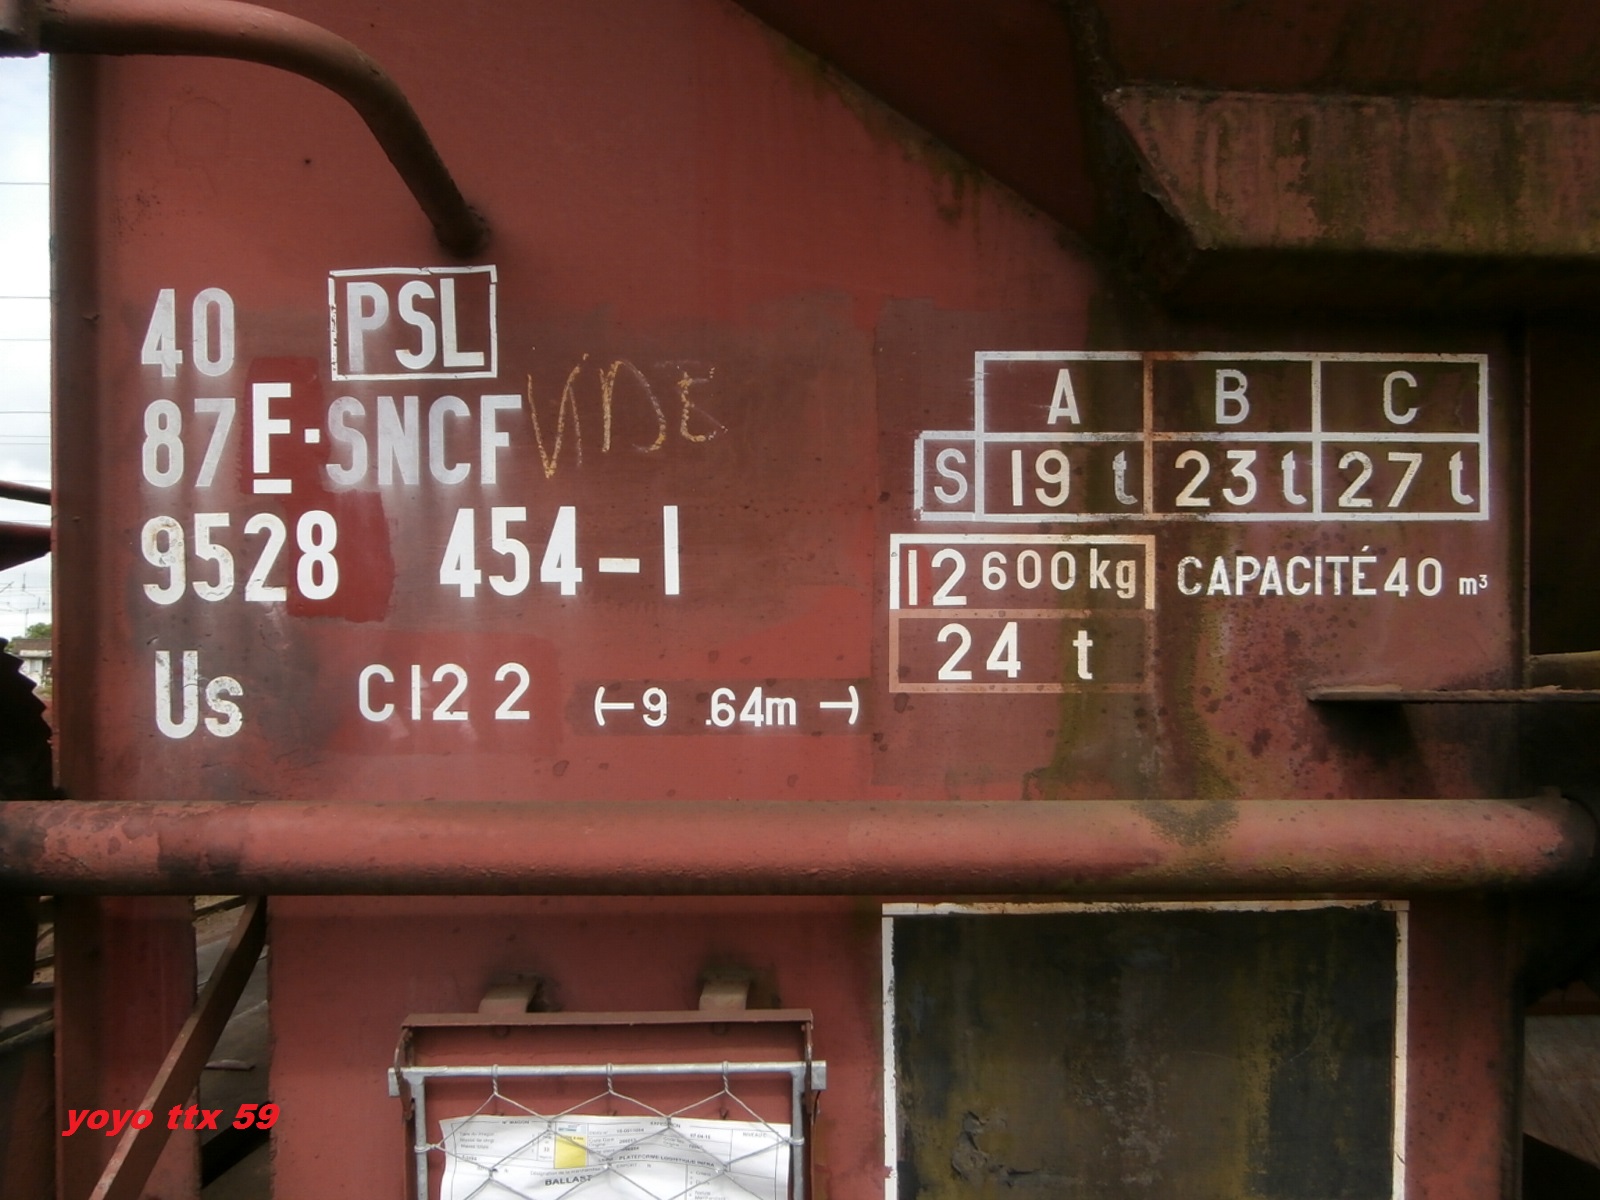 40 PSL
87 F·SNCF VIDE
9528 454-1
Us C122 9.64m
A B C
S 19 t 23 t 27 t
12 600 kg CAPACITÉ 40 m³
24 t
BALLAST
yoyo ttx 59